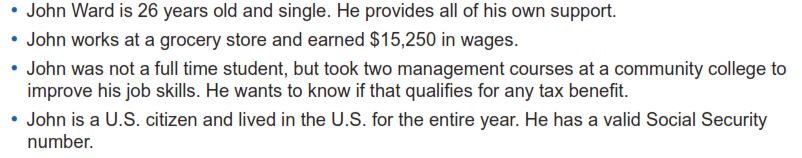 • John Ward is 26 years old and single. He provides all of his own support.
• John works at a grocery store and earned $15,250 in wages.
• John was not a full time student, but took two management courses at a community college to
improve his job skills. He wants to know if that qualifies for any tax benefit.
• John is a U.S. citizen and lived in the U.S. for the entire year. He has a valid Social Security
number.